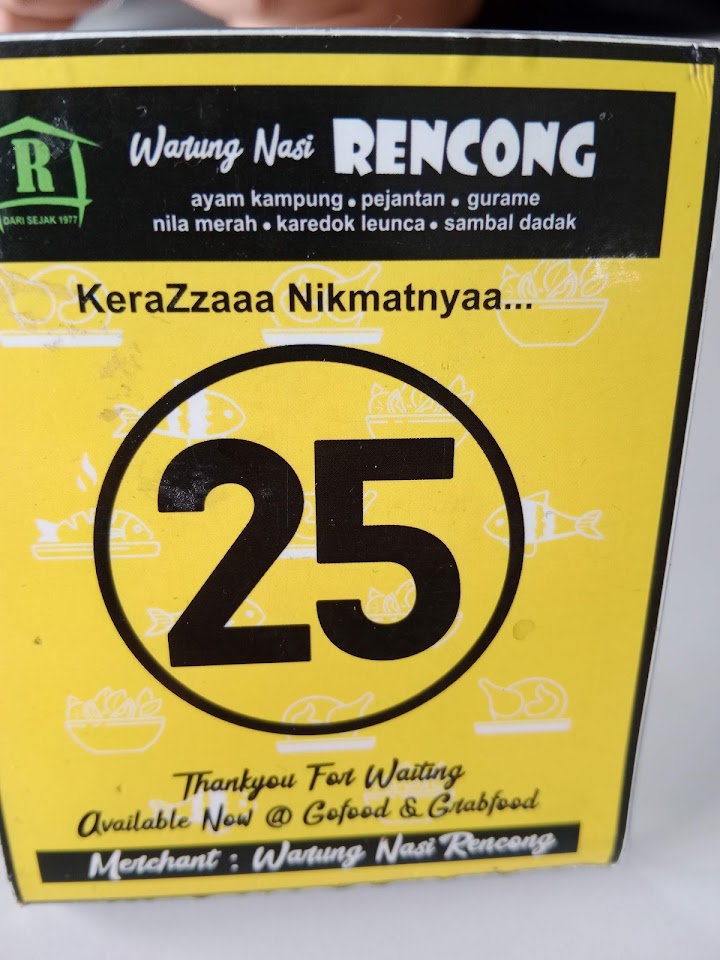 R
DARI SEJAK 1977
Warung Nasi RENCONG
ayam kampung • pejantan • gurame
nila merah • karedok leunca • sambal dadak
KeraZzaaa Nikmatnyaa...
25
Thankyou For Waiting
Available Now @ Gofood & Grabfood
Merchant : Warung Nasi Rencong